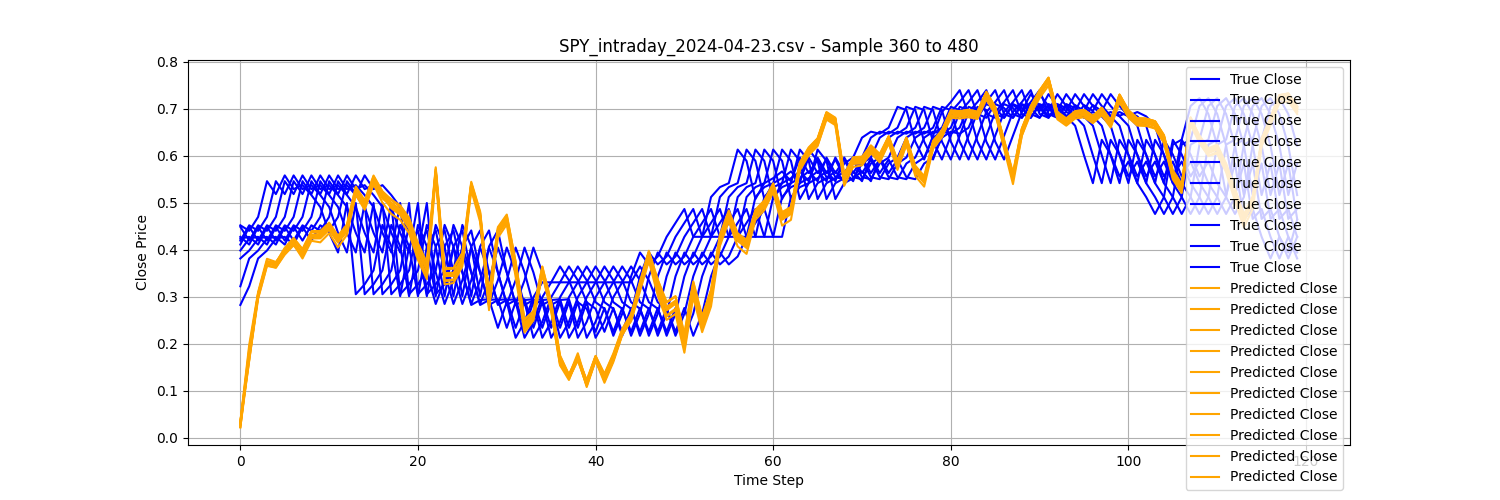 SPY_intraday_2024-04-23.csv - Sample 360 to 480
Close Price
0.8
0.7
0.6
0.5
0.4
0.3
0.2
0.1
0.0
True Close
True Close
True Close
True Close
True Close
True Close
True Close
True Close
True Close
True Close
Predicted Close
Predicted Close
Predicted Close
Predicted Close
Predicted Close
Predicted Close
Predicted Close
Predicted Close
Predicted Close
Predicted Close
0 20 40 60 80 100 120
Time Step